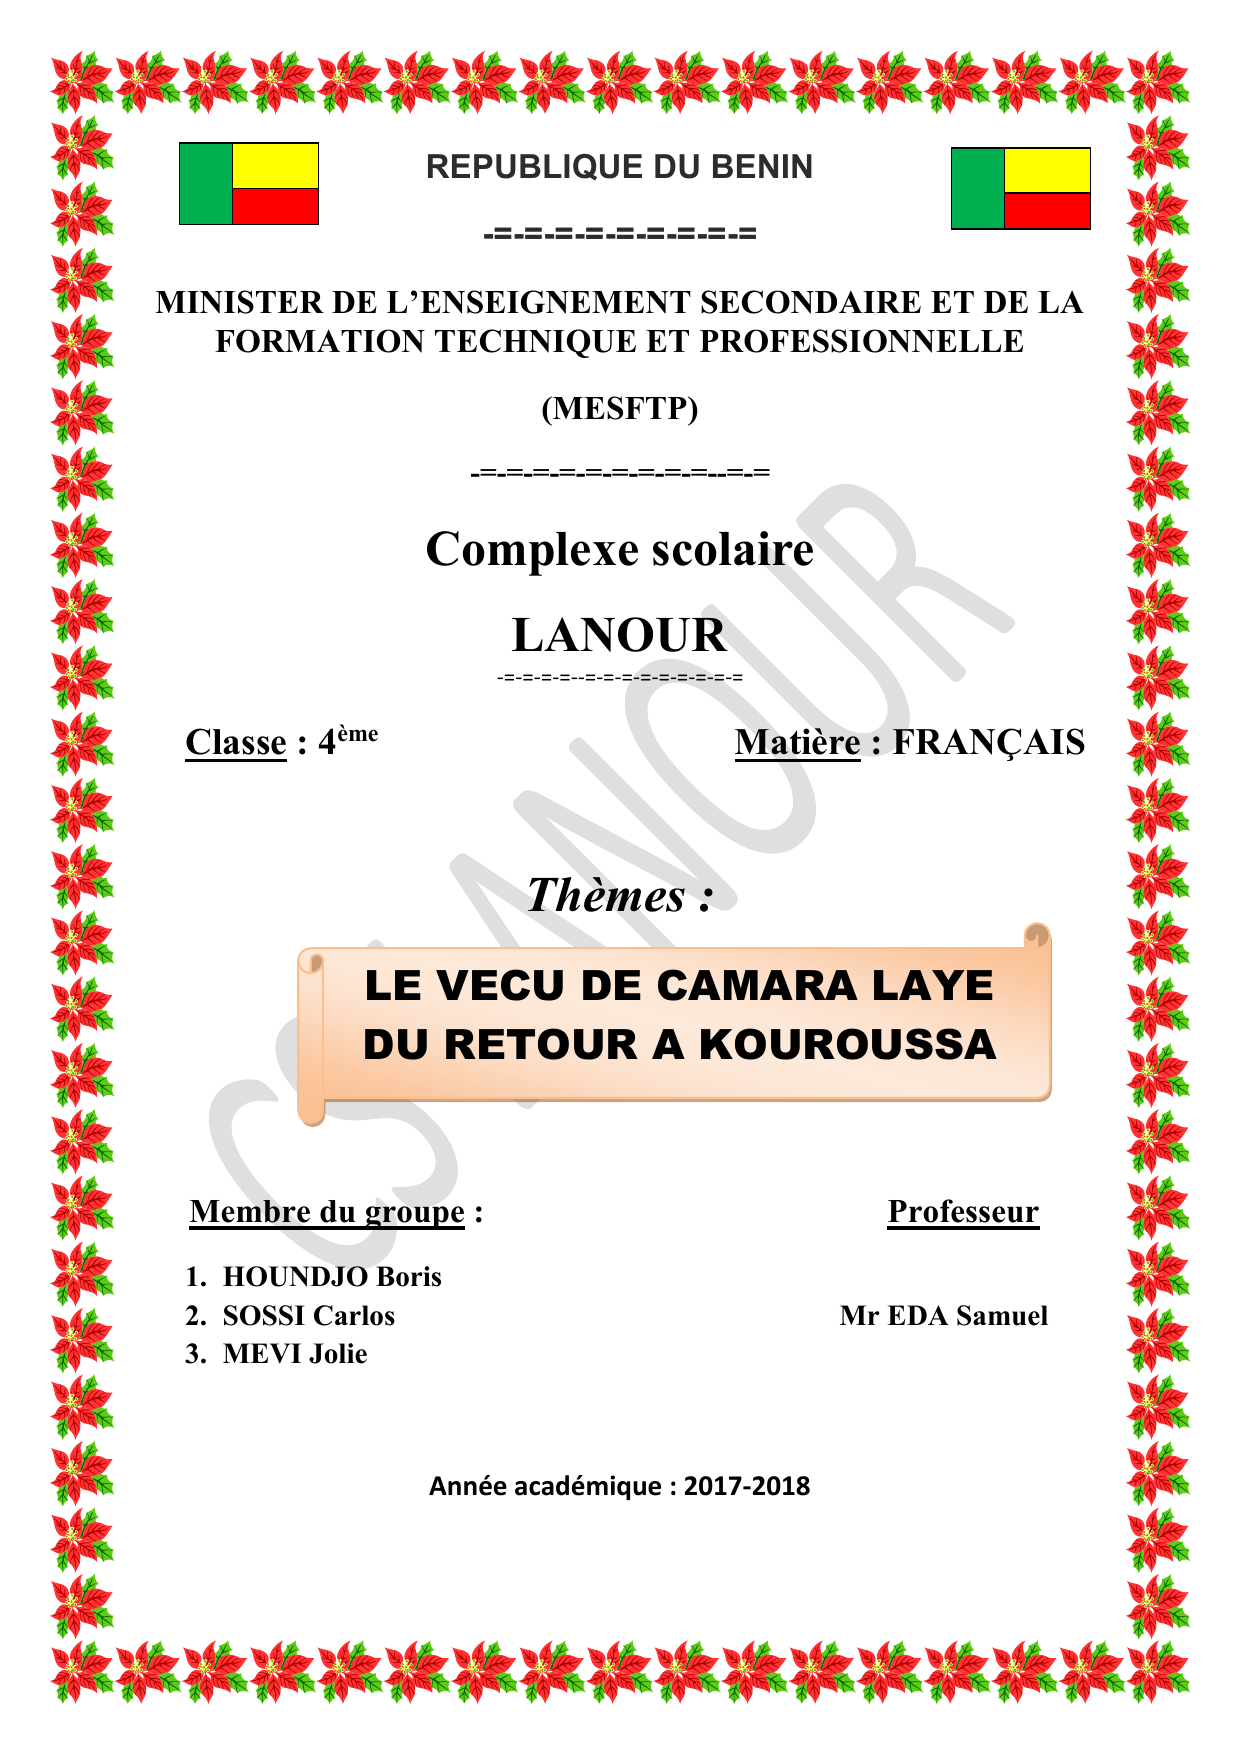 REPUBLIQUE DU BENIN
-=-=-=-=-=-=-=-=-=
MINISTER DE L’ENSEIGNEMENT SECONDAIRE ET DE LA
FORMATION TECHNIQUE ET PROFESSIONNELLE
(MESFTP)
-=-=-=-=-=-=-=-=-=--=-=
Complexe scolaire
LANOUR
-=-=-=-=--=-=-=-=-=-=-=-=-=
Classe : 4ème Matière : FRANÇAIS
Thèmes :
LE VECU DE CAMARA LAYE
DU RETOUR A KOUROUSSA
Membre du groupe : Professeur
1. HOUNDJO Boris
2. SOSSI Carlos Mr EDA Samuel
3. MEVI Jolie
Année académique : 2017-2018
CS LANOUR